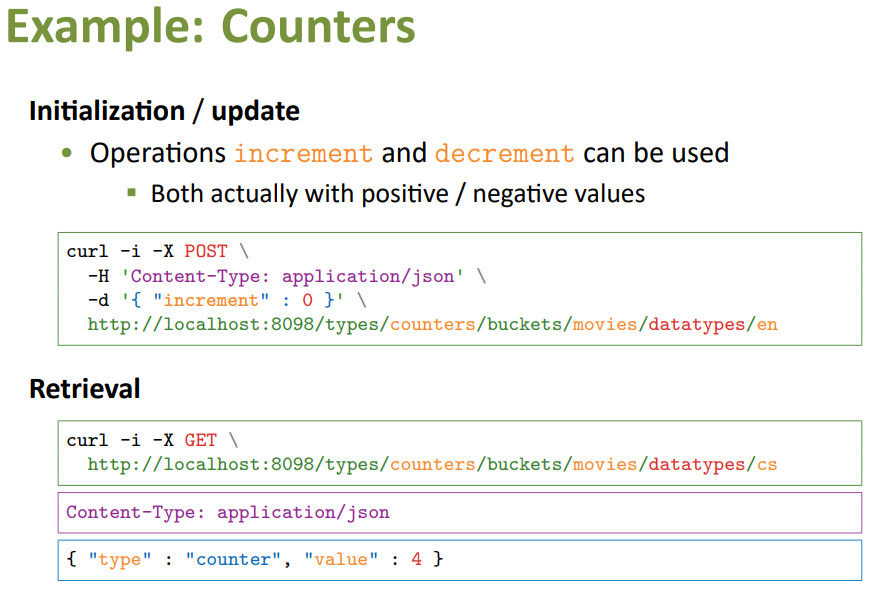 Example: Counters
Initialization / update
• Operations increment and decrement can be used
▪ Both actually with positive / negative values
curl -i -X POST \
-H 'Content-Type: application/json' \
-d '{ "increment" : 0 }' \
http://localhost:8098/types/counters/buckets/movies/datatypes/en
Retrieval
curl -i -X GET \
http://localhost:8098/types/counters/buckets/movies/datatypes/cs
Content-Type: application/json
{ "type" : "counter", "value" : 4 }